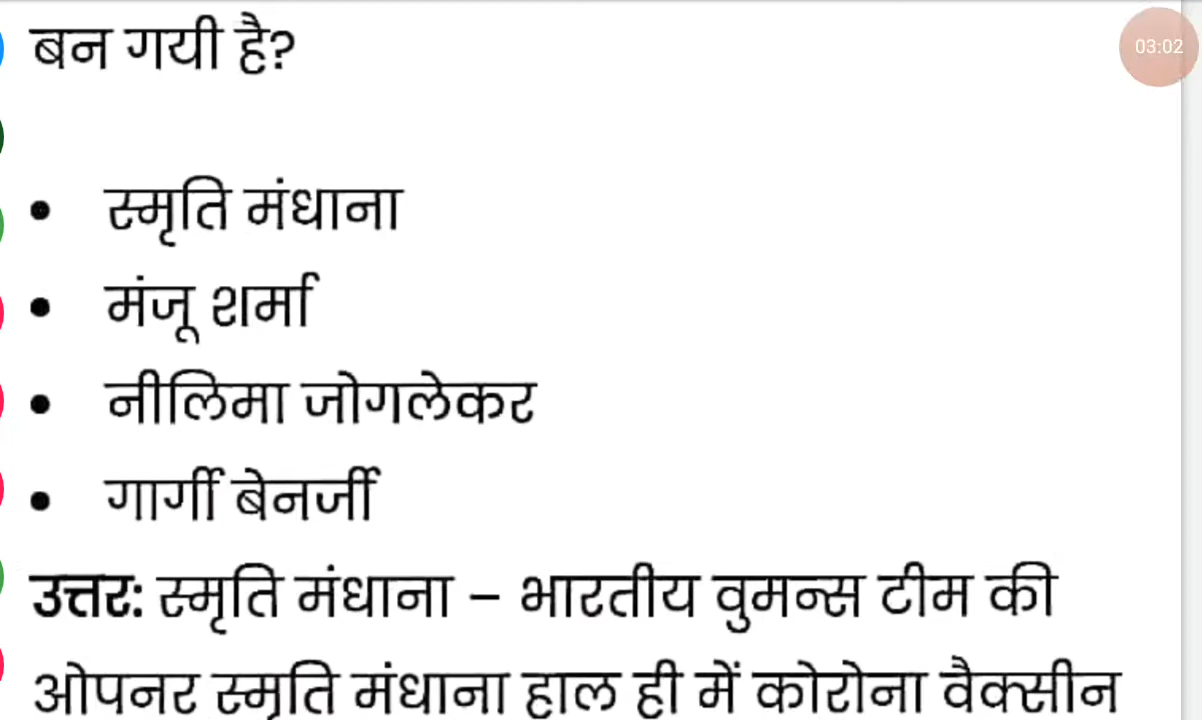 बन गयी है?
03:02
• स्मृति मंधाना
• मंजू शर्मा
• नीलिमा जोगलेकर
• गार्गी बेनर्जी
उत्तर: स्मृति मंधाना – भारतीय वुमन्स टीम की
ओपनर स्मृति मंधाना हाल ही में कोरोना वैक्सीन